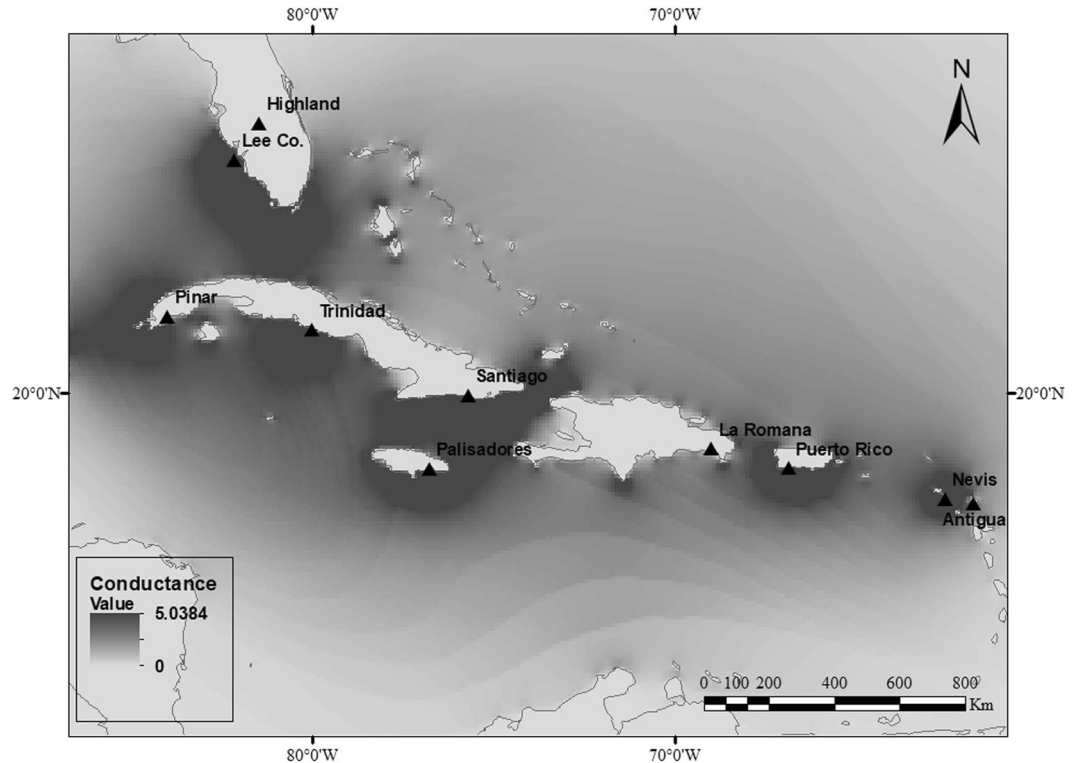 80°0'W 70°0'W
N
Highland
Lee Co.
Pinar
Trinidad
Santiago
20°0'N 20°0'N
La Romana
Palisadores
Puerto Rico
Nevis
Antigua
Conductance
Value
5.0384
0
0 100 200 400 600 800
Km
80°0'W 70°0'W